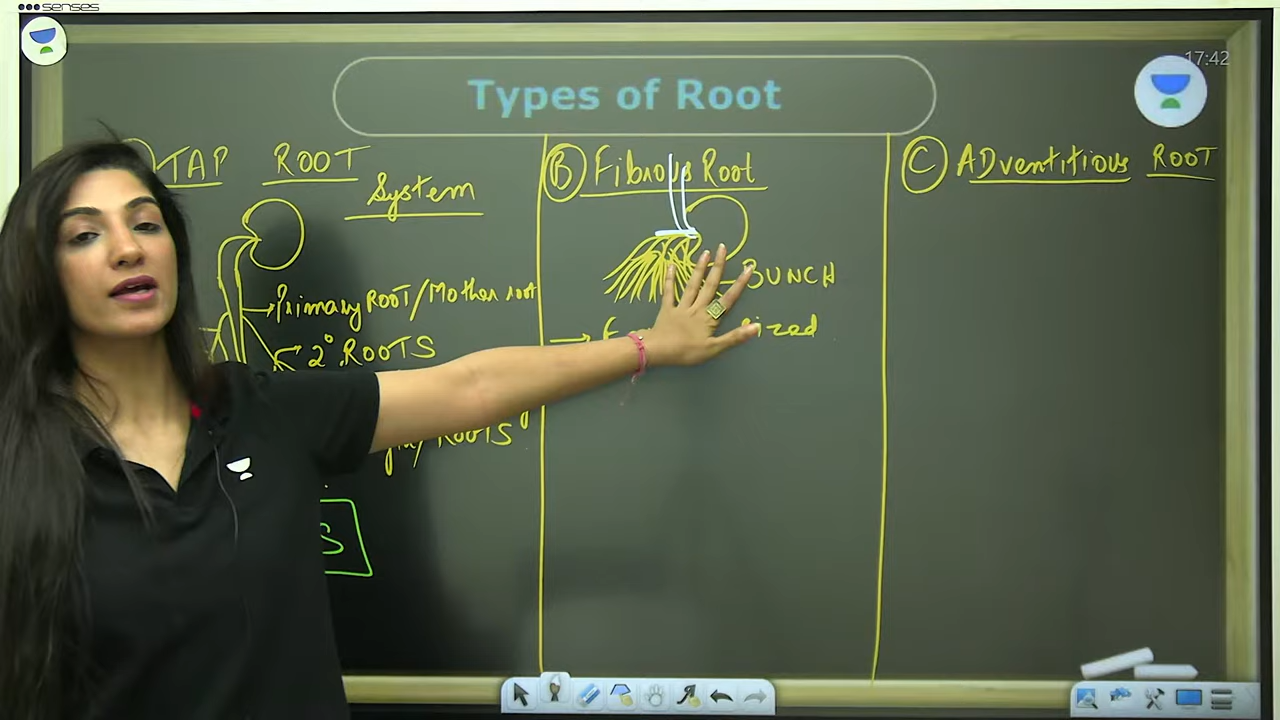 senses
17:42
Types of Root
TAP ROOT
System
Primary ROOT/Mother root
2° ROOTS
ROOTS
S
(B) Fibrous Root
BUNCH
→ sized
(C) ADventitious ROOT